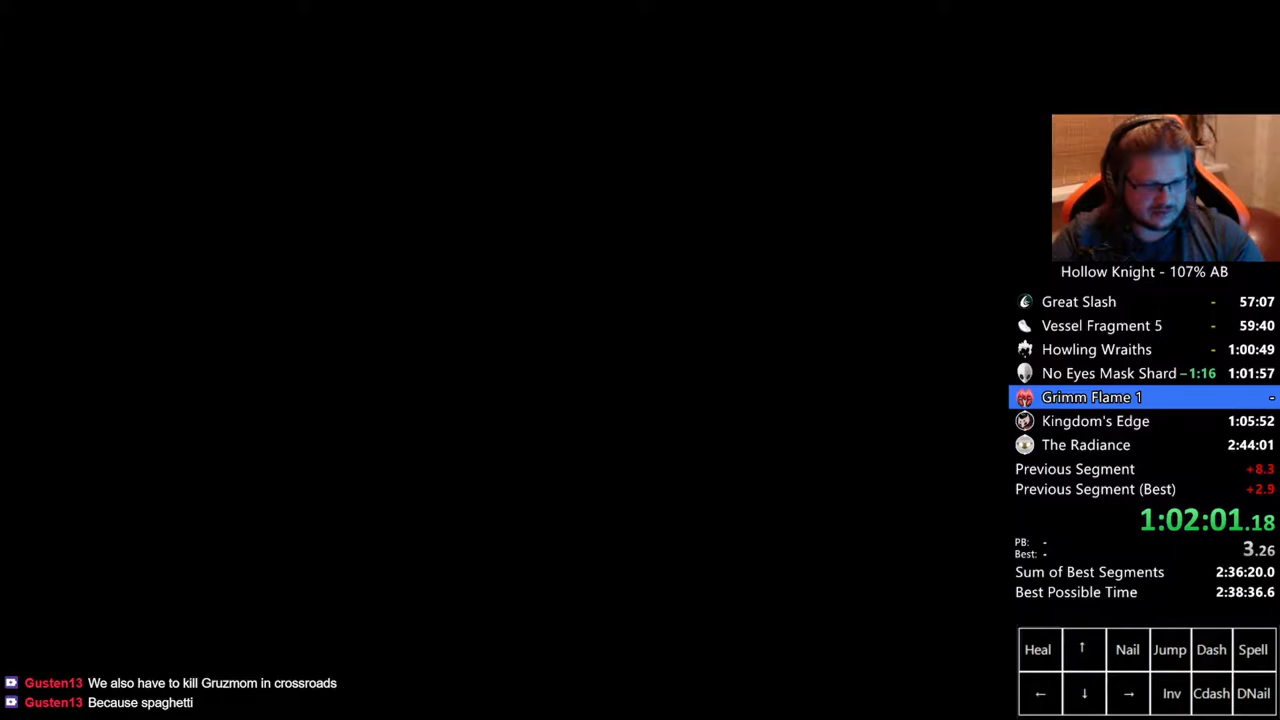 Hollow Knight - 107% AB
Great Slash - 57:07
Vessel Fragment 5 - 59:40
Howling Wraiths - 1:00:49
No Eyes Mask Shard −1:16 1:01:57
Grimm Flame 1 -
Kingdom's Edge 1:05:52
The Radiance 2:44:01
Previous Segment +8.3
Previous Segment (Best) +2.9
1:02:01.18
PB: -
Best: - 3.26
Sum of Best Segments 2:36:20.0
Best Possible Time 2:38:36.6
Heal ↑ Nail Jump Dash Spell
← ↓ → Inv Cdash DNail
Gusten13 We also have to kill Gruzmom in crossroads
Gusten13 Because spaghetti